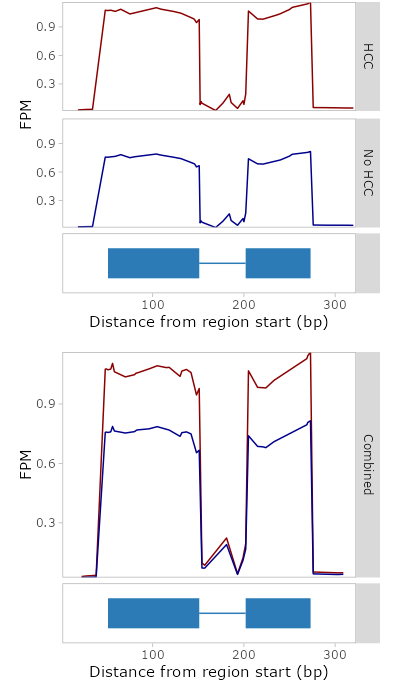 0.9
0.6
0.3
HCC
FPM
0.9
0.6
0.3
No HCC
100
200
300
Distance from region start (bp)
0.9
0.6
0.3
FPM
Combined
100
200
300
Distance from region start (bp)